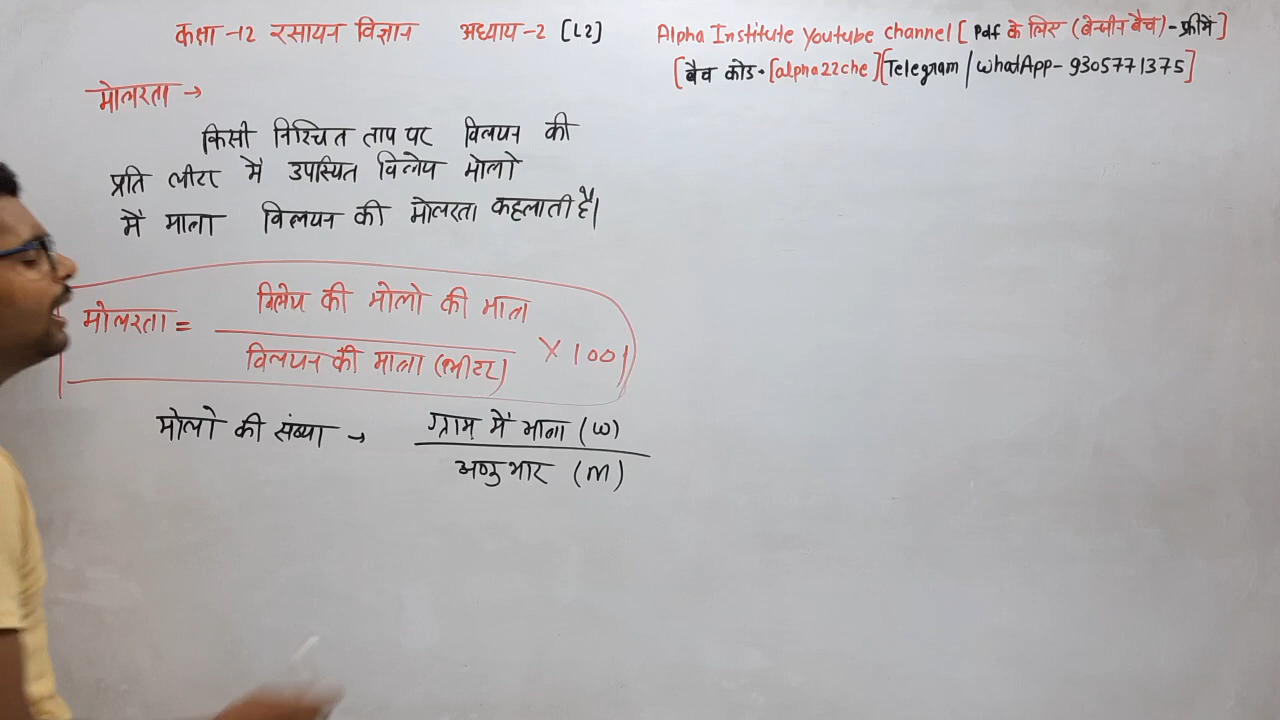 कक्षा -12 रसायन विज्ञान अध्याय-2 [L2]
Alpha Institute Youtube channel [ Pdf के लिए (बेन्जीन बैच) - फ्री में ]
[ बैच कोड - [alpha22che] [Telegram / WhatApp - 9305771375]
मोलरता →
किसी निश्चित ताप पर विलयन की
प्रति लीटर में उपस्थित विलेय मोलो
में मात्रा विलयन की मोलरता कहलाती है।
मोलरता = विलेय की मोलो की मात्रा
विलयन की मात्रा (लीटर) × 100
मोलो की संख्या → ग्राम में मात्रा (w)
अणुभार (m)